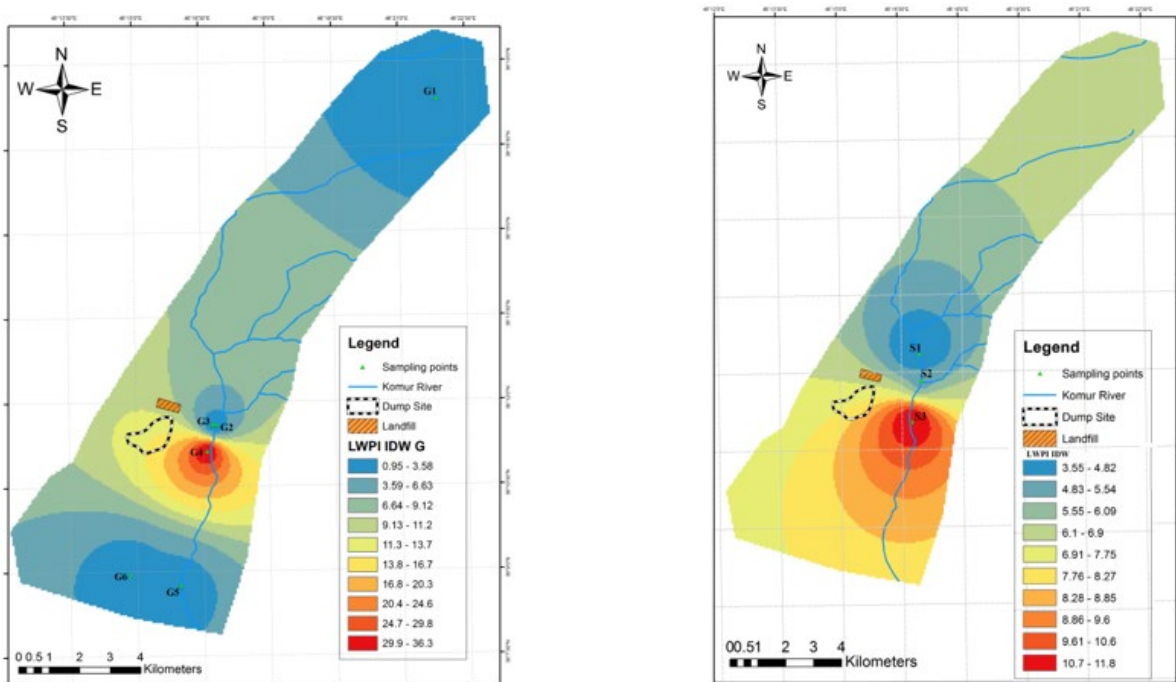 N
W E
S
G1
G3
G2
G4
G6
G5
Legend
Sampling points
Komur River
Dump Site
Landfill
LWPI IDW G
0.95 - 3.58
3.59 - 6.63
6.64 - 9.12
9.13 - 11.2
11.3 - 13.7
13.8 - 16.7
16.8 - 20.3
20.4 - 24.6
24.7 - 29.8
29.9 - 36.3
0 0.5 1 2 3 4
Kilometers
N
W E
S
S1
S2
S3
Legend
Sampling points
Komur River
Dump Site
Landfill
LWPI IDW
3.55 - 4.82
4.83 - 5.54
5.55 - 6.09
6.1 - 6.9
6.91 - 7.75
7.76 - 8.27
8.28 - 8.85
8.86 - 9.6
9.61 - 10.6
10.7 - 11.8
00.51 2 3 4
Kilometers